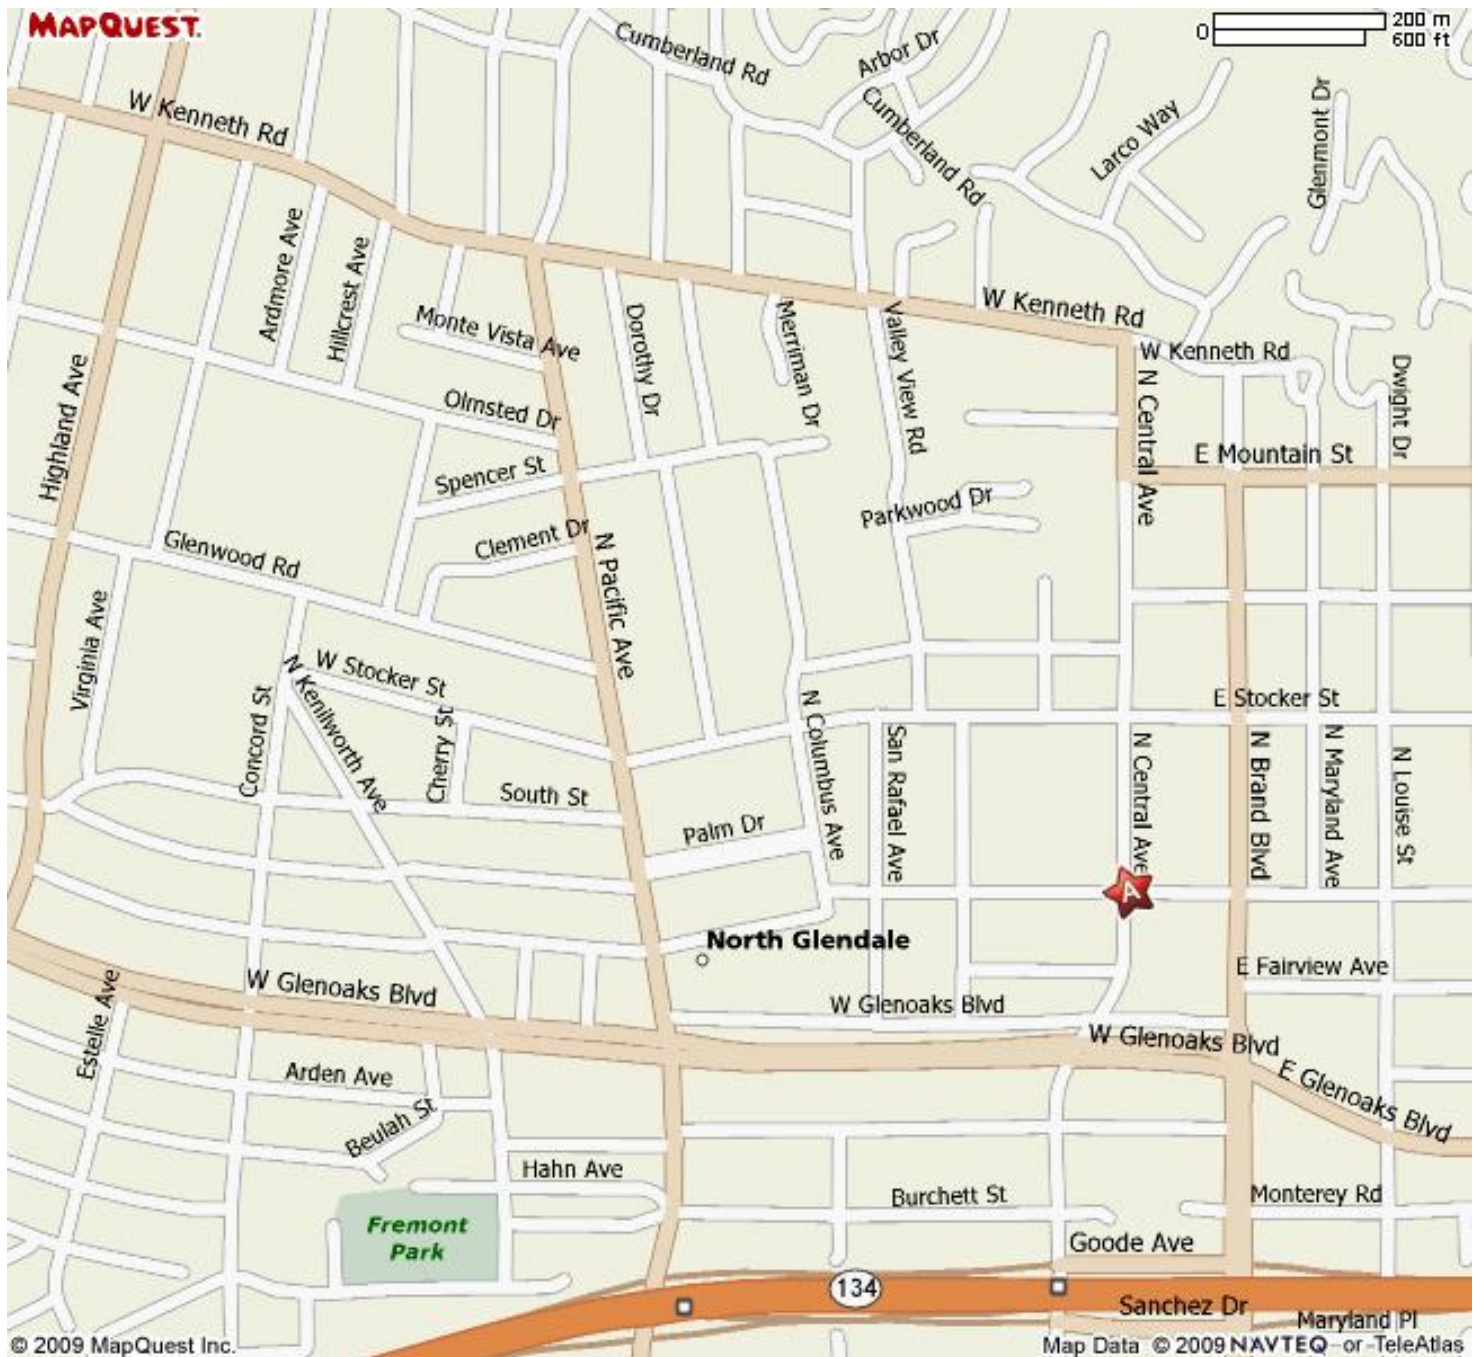 MAPQUEST.
200 m
0
600 ft
Cumberland Rd
Arbor Dr
W Kenneth Rd
Cumberland Rd
Larco Way
Glenmont Dr
Ardmore Ave
Hillcrest Ave
Monte Vista Ave
Dorothy Dr
Merriman Dr
Valley View Rd
W Kenneth Rd
W Kenneth Rd
N Central Ave
Dwight Dr
Highland Ave
Olmsted Dr
Spencer St
E Mountain St
Parkwood Dr
Glenwood Rd
Clement Dr
N Pacific Ave
Virginia Ave
W Stocker St
N Kenilworth Ave
Concord St
Cherry St
E Stocker St
N Columbus Ave
San Rafael Ave
N Central Ave
N Brand Blvd
N Maryland Ave
N Louise St
South St
Palm Dr
A
North Glendale
E Fairview Ave
W Glenoaks Blvd
W Glenoaks Blvd
Estelle Ave
W Glenoaks Blvd
E Glenoaks Blvd
Arden Ave
Beulah St
Hahn Ave
Burchett St
Monterey Rd
Fremont
Park
Goode Ave
134
Sanchez Dr
Maryland Pl
© 2009 MapQuest Inc.
Map Data © 2009 NAVTEQ or TeleAtlas